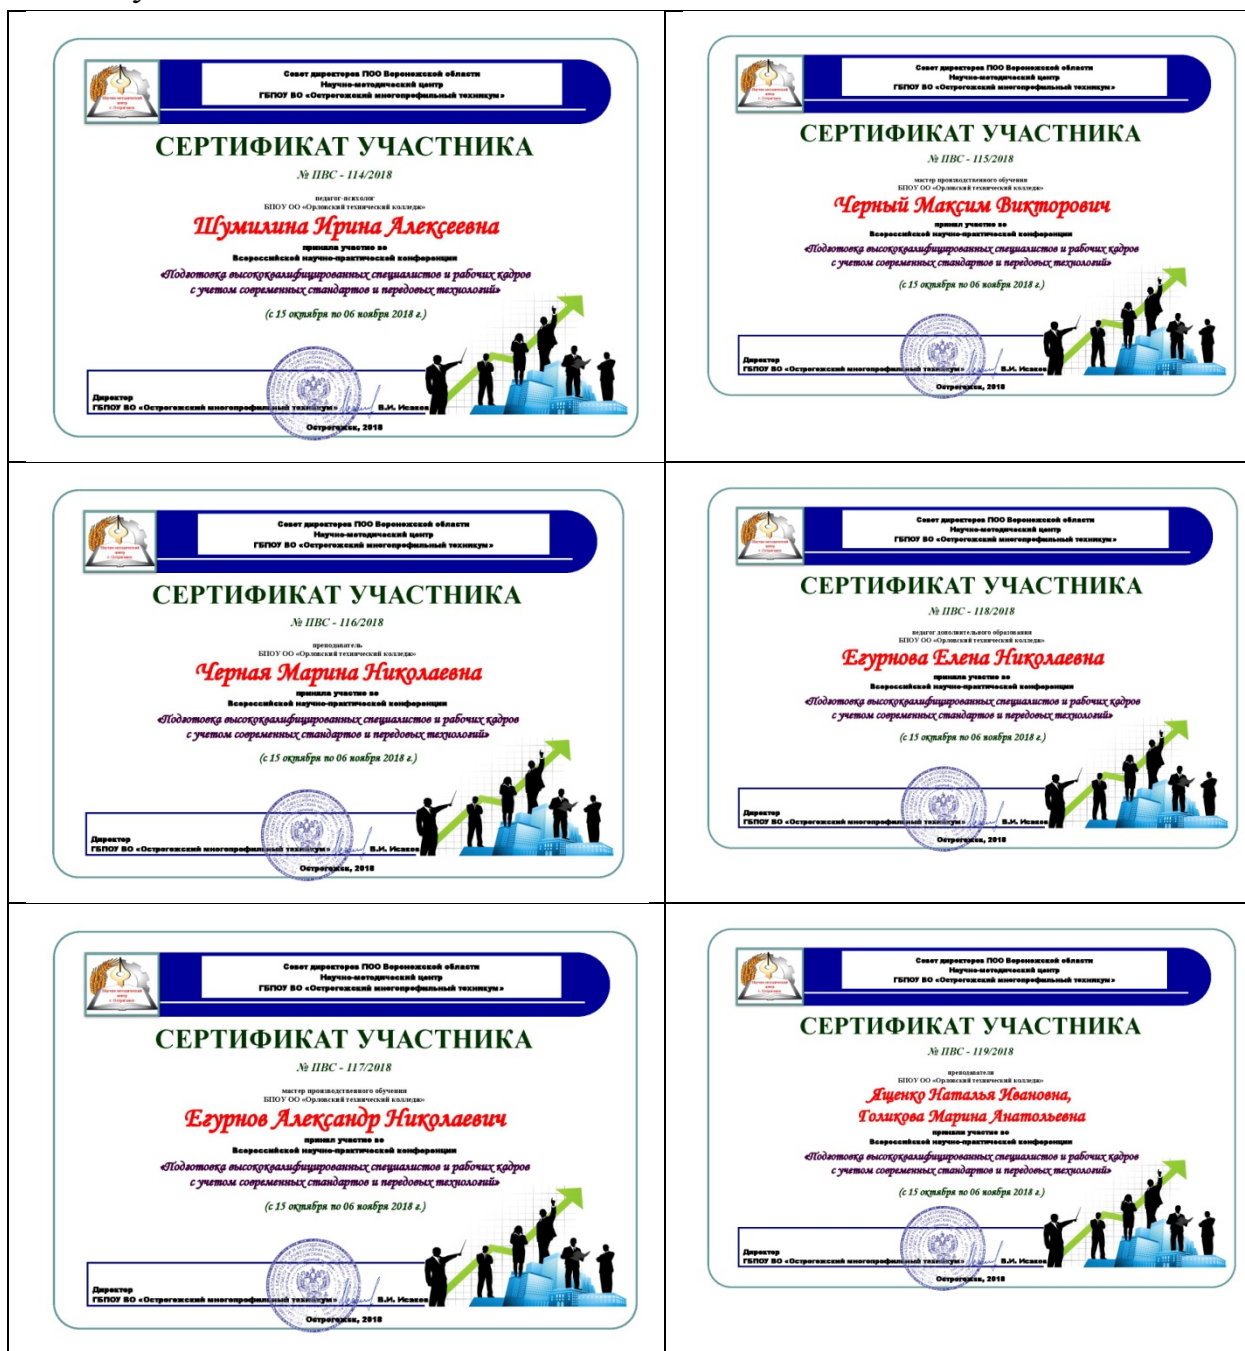 Совет директоров ПОО Воронежской области
Научно-методический центр
ГБПОУ ВО «Острогожский многопрофильный техникум»
СЕРТИФИКАТ УЧАСТНИКА
№ ПВС - 114/2018
педагог-психолог
БПОУ ОО «Орловский технический колледж»
Шумилина Ирина Алексеевна
приняла участие во
Всероссийской научно-практической конференции
«Подготовка высококвалифицированных специалистов и рабочих кадров
с учетом современных стандартов и передовых технологий»
(с 15 октября по 06 ноября 2018 г.)
Директор
ГБПОУ ВО «Острогожский многопрофильный техникум» В.И. Исаков
Острогожск, 2018
Совет директоров ПОО Воронежской области
Научно-методический центр
ГБПОУ ВО «Острогожский многопрофильный техникум»
СЕРТИФИКАТ УЧАСТНИКА
№ ПВС - 115/2018
мастер производственного обучения
БПОУ ОО «Орловский технический колледж»
Черный Максим Викторович
принял участие во
Всероссийской научно-практической конференции
«Подготовка высококвалифицированных специалистов и рабочих кадров
с учетом современных стандартов и передовых технологий»
(с 15 октября по 06 ноября 2018 г.)
Директор
ГБПОУ ВО «Острогожский многопрофильный техникум» В.И. Исаков
Острогожск, 2018
Совет директоров ПОО Воронежской области
Научно-методический центр
ГБПОУ ВО «Острогожский многопрофильный техникум»
СЕРТИФИКАТ УЧАСТНИКА
№ ПВС - 116/2018
преподаватель
БПОУ ОО «Орловский технический колледж»
Черная Марина Николаевна
приняла участие во
Всероссийской научно-практической конференции
«Подготовка высококвалифицированных специалистов и рабочих кадров
с учетом современных стандартов и передовых технологий»
(с 15 октября по 06 ноября 2018 г.)
Директор
ГБПОУ ВО «Острогожский многопрофильный техникум» В.И. Исаков
Острогожск, 2018
Совет директоров ПОО Воронежской области
Научно-методический центр
ГБПОУ ВО «Острогожский многопрофильный техникум»
СЕРТИФИКАТ УЧАСТНИКА
№ ПВС - 118/2018
педагог дополнительного образования
БПОУ ОО «Орловский технический колледж»
Егурнова Елена Николаевна
приняла участие во
Всероссийской научно-практической конференции
«Подготовка высококвалифицированных специалистов и рабочих кадров
с учетом современных стандартов и передовых технологий»
(с 15 октября по 06 ноября 2018 г.)
Директор
ГБПОУ ВО «Острогожский многопрофильный техникум» В.И. Исаков
Острогожск, 2018
Совет директоров ПОО Воронежской области
Научно-методический центр
ГБПОУ ВО «Острогожский многопрофильный техникум»
СЕРТИФИКАТ УЧАСТНИКА
№ ПВС - 117/2018
мастер производственного обучения
БПОУ ОО «Орловский технический колледж»
Егурнов Александр Николаевич
принял участие во
Всероссийской научно-практической конференции
«Подготовка высококвалифицированных специалистов и рабочих кадров
с учетом современных стандартов и передовых технологий»
(с 15 октября по 06 ноября 2018 г.)
Директор
ГБПОУ ВО «Острогожский многопрофильный техникум» В.И. Исаков
Острогожск, 2018
Совет директоров ПОО Воронежской области
Научно-методический центр
ГБПОУ ВО «Острогожский многопрофильный техникум»
СЕРТИФИКАТ УЧАСТНИКА
№ ПВС - 119/2018
преподаватели
БПОУ ОО «Орловский технический колледж»
Ященко Наталья Ивановна,
Голикова Марина Анатольевна
приняли участие во
Всероссийской научно-практической конференции
«Подготовка высококвалифицированных специалистов и рабочих кадров
с учетом современных стандартов и передовых технологий»
(с 15 октября по 06 ноября 2018 г.)
Директор
ГБПОУ ВО «Острогожский многопрофильный техникум» В.И. Исаков
Острогожск, 2018